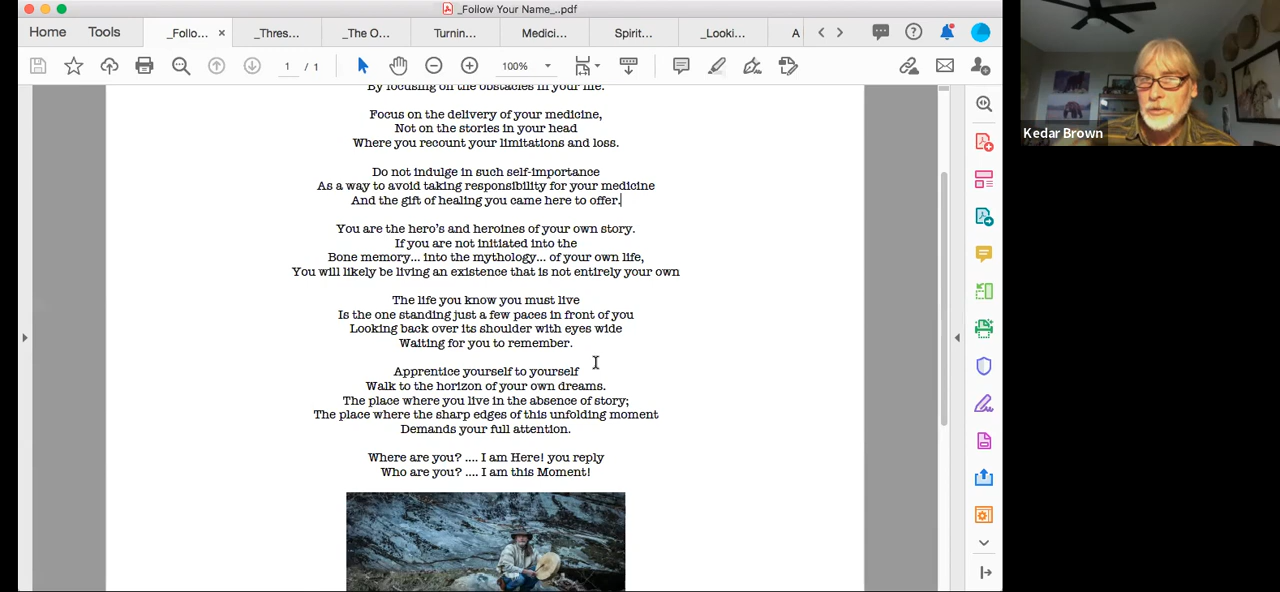 _Follow Your Name_..pdf
Home
Tools
_Follo...
×
_Thres...
_The O...
Turnin...
Medici...
Spirit...
_Looki...
A
1 / 1
100%
By focusing on the obstacles in your life.
Focus on the delivery of your medicine,
Not on the stories in your head
Where you recount your limitations and loss.
Do not indulge in such self-importance
As a way to avoid taking responsibility for your medicine
And the gift of healing you came here to offer.
You are the hero's and heroines of your own story.
If you are not initiated into the
Bone memory... into the mythology... of your own life,
You will likely be living an existence that is not entirely your own
The life you know you must live
Is the one standing just a few paces in front of you
Looking back over its shoulder with eyes wide
Waiting for you to remember.
Apprentice yourself to yourself
Walk to the horizon of your own dreams.
The place where you live in the absence of story;
The place where the sharp edges of this unfolding moment
Demands your full attention.
Where are you? .... I am Here! you reply
Who are you? .... I am this Moment!
Kedar Brown